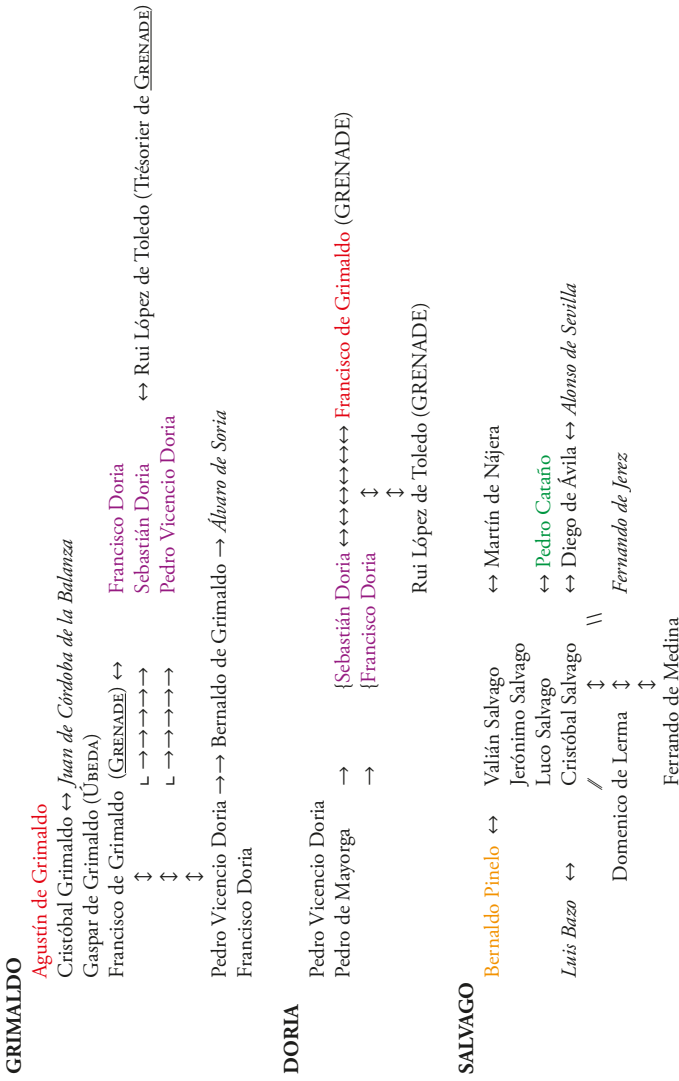 GRIMALDO
Agustín de Grimaldo
Cristóbal Grimaldo ↔ Juan de Córdoba de la Balanza
Gaspar de Grimaldo (Úbeda)
Francisco de Grimaldo (Grenade) ↔ Francisco Doria
↕ ⌞→→→→→→ Sebastián Doria ↔ Rui López de Toledo (Trésorier de Grenade)
↕ ⌞→→→→→ Pedro Vicencio Doria
↕
Pedro Vicencio Doria →→ Bernaldo de Grimaldo → Álvaro de Soria
Francisco Doria
DORIA
Pedro Vicencio Doria
Pedro de Mayorga → {Sebastián Doria ↔↔↔↔↔↔↔ Francisco de Grimaldo (GRENADE)
→ {Francisco Doria ↕
↕
Rui López de Toledo (GRENADE)
SALVAGO
Bernaldo Pinelo ↔ Valián Salvago ↔ Martín de Nájera
Jerónimo Salvago
Luco Salvago ↔ Pedro Cataño
Luis Bazo ↔ Cristóbal Salvago ↔ Diego de Ávila ↔ Alonso de Sevilla
// ↕ \\
Domenico de Lerma ↕ Fernando de Jerez
↕
Ferrando de Medina